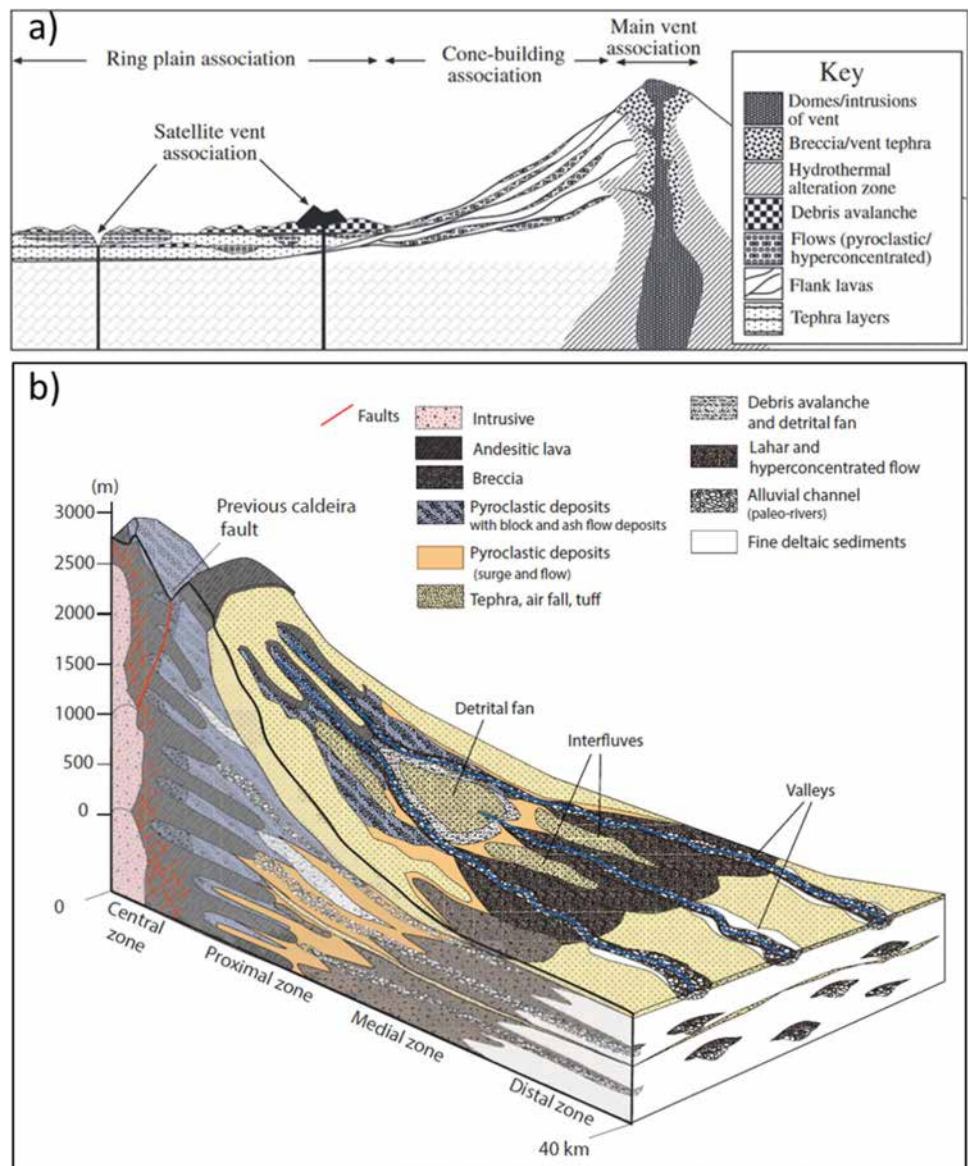 a)
Ring plain association
Cone-building
association
Main vent
association
Satellite vent
association
Key
Domes/intrusions
of vent
Breccia/vent tephra
Hydrothermal
alteration zone
Debris avalanche
Flows (pyroclastic/
hyperconcentrated)
Flank lavas
Tephra layers
b)
Faults
Intrusive
Andesitic lava
Breccia
Pyroclastic deposits
with block and ash flow deposits
Pyroclastic deposits
(surge and flow)
Tephra, air fall, tuff
Debris avalanche
and detrital fan
Lahar and
hyperconcentrated flow
Alluvial channel
(paleo-rivers)
Fine deltaic sediments
(m)
3000
2500
2000
1500
1000
500
0
0
Previous caldeira
fault
Detrital fan
Interfluves
Valleys
Central
zone
Proximal zone
Medial zone
Distal zone
40 km